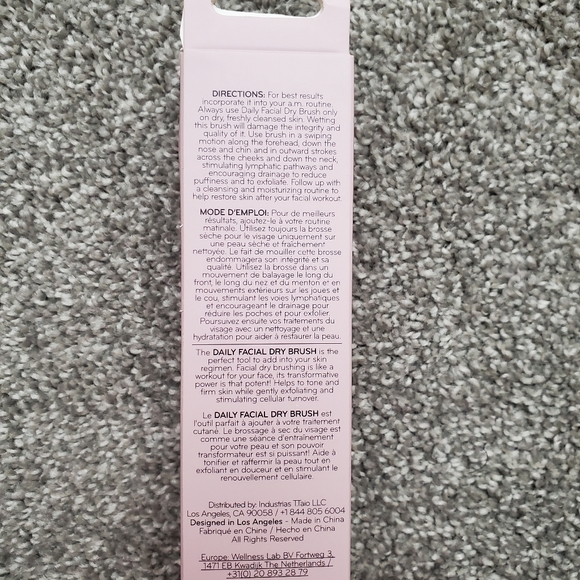 DIRECTIONS: For best results
incorporate it into your a.m. routine.
Always use Daily Facial Dry Brush only
on dry, freshly cleansed skin. Wetting
this brush will damage the integrity and
quality of it. Use brush in a swiping
motion along the forehead, down the
nose and chin and in outward strokes
across the cheeks and down the neck,
stimulating lymphatic pathways and
encouraging drainage to reduce
puffiness and to exfoliate. Follow up with
a cleansing and moisturizing routine to
help restore skin after your facial workout.
MODE D'EMPLOI: Pour de meilleurs
résultats, ajoutez-le à votre routine
matinale. Utilisez toujours la brosse
sèche pour le visage uniquement sur
une peau sèche et fraîchement
nettoyée. Le fait de mouiller cette brosse
endommagera son intégrité et sa
qualité. Utilisez la brosse dans un
mouvement de balayage le long du
front, le long du nez et du menton et en
mouvements extérieurs sur les joues et
le cou, stimulant les voies lymphatiques
et encourageant le drainage pour
réduire les poches et pour exfolier.
Poursuivez ensuite vos traitements du
visage avec un nettoyage et une
hydratation pour aider à restaurer la peau.
The DAILY FACIAL DRY BRUSH is the
perfect tool to add into your skin
regimen. Facial dry brushing is like a
workout for your face, its transformative
power is that potent! Helps to tone and
firm skin while gently exfoliating and
stimulating cellular turnover.
Le DAILY FACIAL DRY BRUSH est
l'outil parfait à ajouter à votre traitement
cutané. Le brossage à sec du visage est
comme une séance d'entraînement
pour votre peau et son pouvoir
transformateur est si puissant! Aide à
tonifier et raffermir la peau tout en
exfoliant en douceur et en stimulant le
renouvellement cellulaire.
Distributed by: Industrias TTaio LLC
Los Angeles, CA 90058 / +1 844 805 6004
Designed in Los Angeles - Made in China
Fabriqué en Chine / Hecho en China
All Rights Reserved
Europe: Wellness Lab BV Fortweg 3,
1471 EB Kwadijk The Netherlands /
+31(0) 20 893 28 79